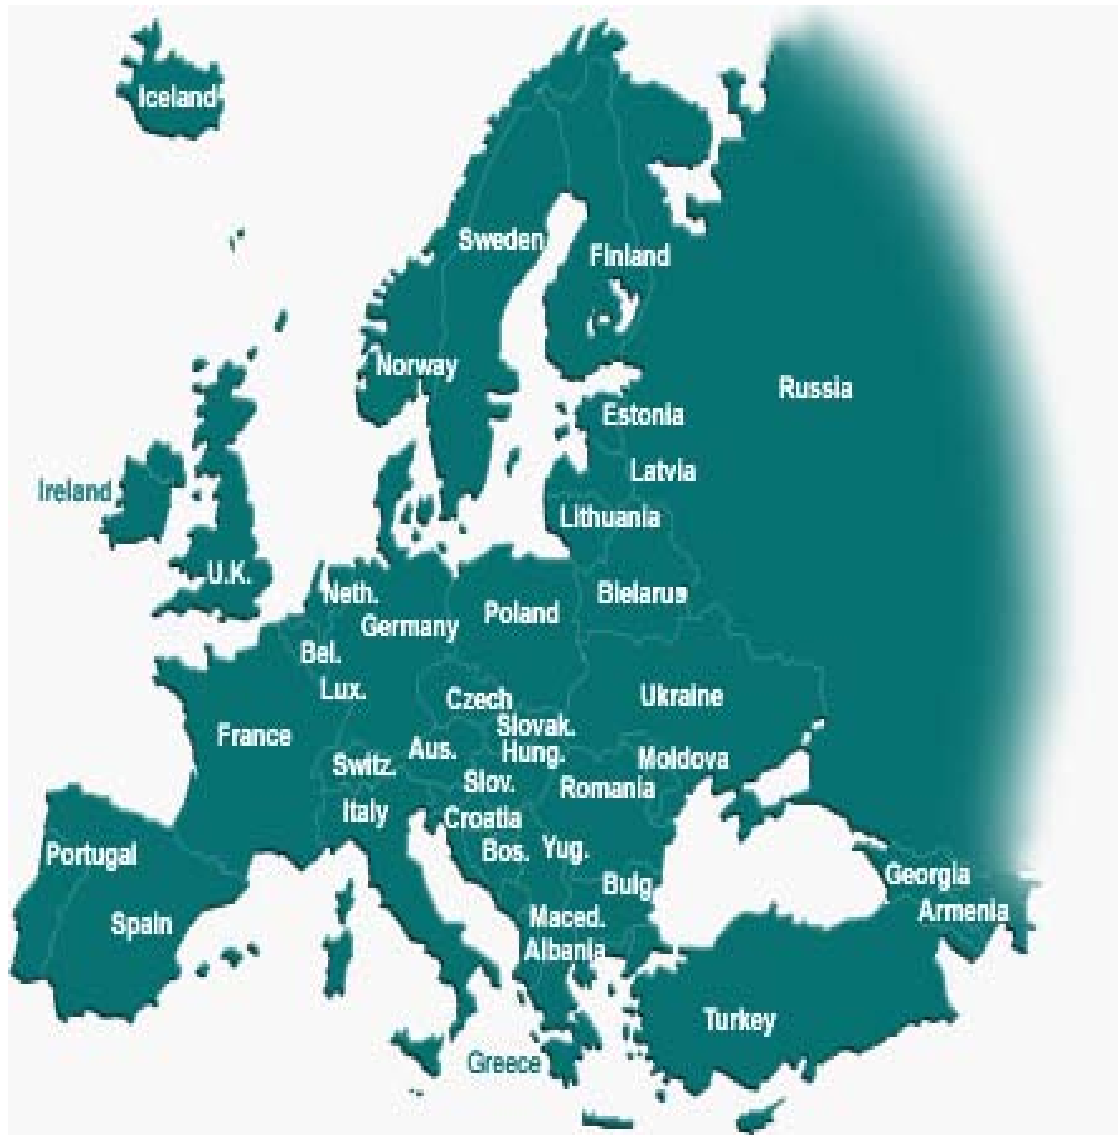 Iceland
Sweden
Finland
Norway
Russia
Estonia
Latvia
Ireland
Lithuania
U.K.
Neth.
Bielarus
Poland
Germany
Bel.
Lux.
Czech
Ukraine
Slovak.
France
Aus.
Hung.
Moldova
Switz.
Slov.
Romania
Italy
Croatia
Portugal
Bos.
Yug.
Georgia
Bulg.
Armenia
Spain
Maced.
Albania
Turkey
Greece